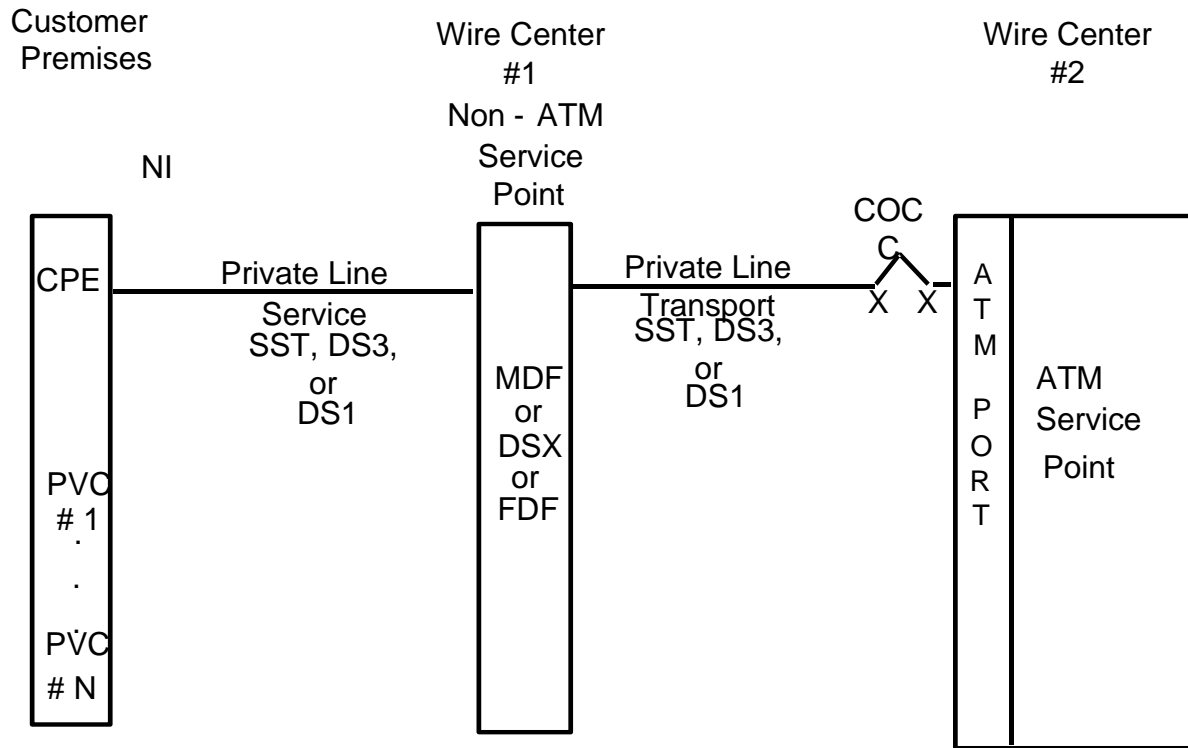 Customer
Premises
NI
CPE
PVC
# 1
.
.
.
PVC
# N
Private Line
Service
SST, DS3,
or
DS1
Wire Center
#1
Non - ATM
Service
Point
MDF
or
DSX
or
FDF
Private Line
Transport
SST, DS3,
or
DS1
COC
C
X X
Wire Center
#2
A
T
M
P
O
R
T
ATM
Service
Point